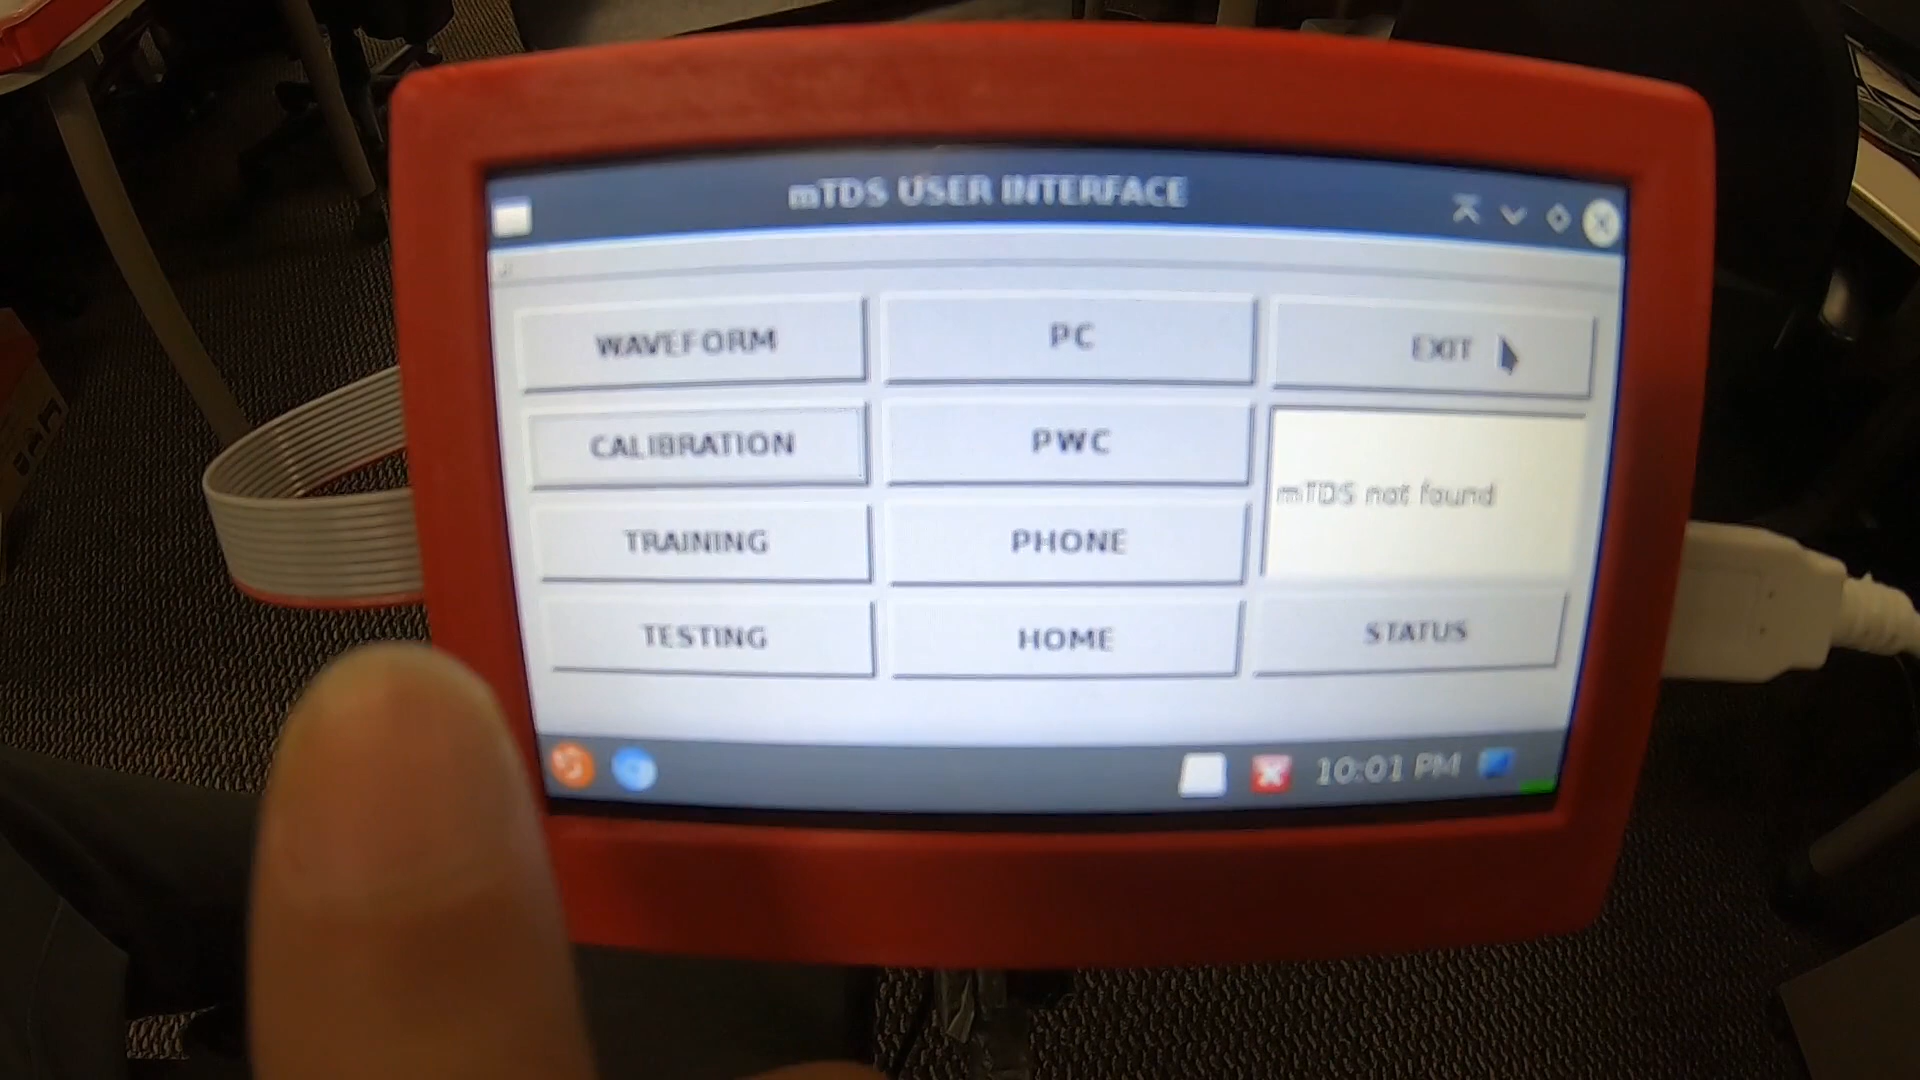 mTDS USER INTERFACE
WAVEFORM
PC
EXIT
CALIBRATION
PWC
mTDS not found
TRAINING
PHONE
TESTING
HOME
STATUS
10:01 PM